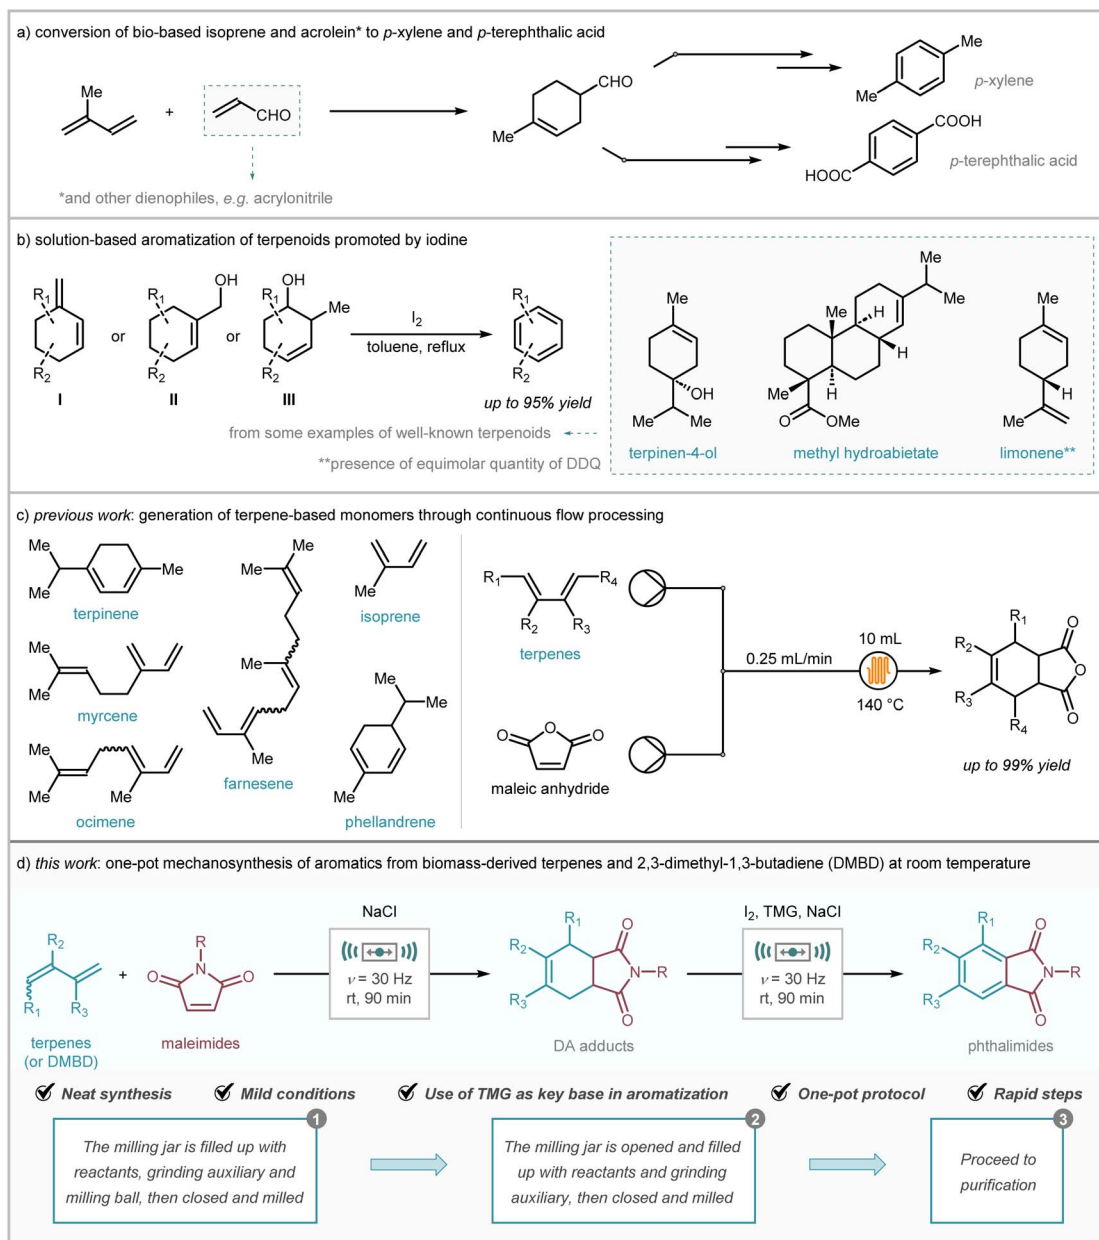 a) conversion of bio-based isoprene and acrolein* to p-xylene and p-terephthalic acid
Me
+
CHO
*and other dienophiles, e.g. acrylonitrile
CHO
Me
Me
Me
p-xylene
COOH
HOOC
p-terephthalic acid
b) solution-based aromatization of terpenoids promoted by iodine
R1
R2
I
or
OH
R1
R2
II
or
OH
R1
Me
R2
III
I2
toluene, reflux
R1
R2
up to 95% yield
from some examples of well-known terpenoids
**presence of equimolar quantity of DDQ
Me
OH
Me
Me
terpinen-4-ol
Me
Me
Me
H
H
Me
H
O
OMe
methyl hydroabietate
Me
H
Me
limonene**
c) previous work: generation of terpene-based monomers through continuous flow processing
Me
Me
Me
terpinene
Me
Me
myrcene
Me
Me
Me
ocimene
Me
Me
Me
Me
farnesene
Me
isoprene
Me
Me
Me
phellandrene
R1
R4
R2
R3
terpenes
O
O
O
maleic anhydride
0.25 mL/min
10 mL
140 °C
R1
R2
R3
R4
O
O
O
up to 99% yield
d) this work: one-pot mechanosynthesis of aromatics from biomass-derived terpenes and 2,3-dimethyl-1,3-butadiene (DMBD) at room temperature
R2
R1
R3
terpenes
(or DMBD)
+
R
N
O
O
maleimides
NaCl
ν = 30 Hz
rt, 90 min
R1
R2
R3
O
N-R
O
DA adducts
I2, TMG, NaCl
ν = 30 Hz
rt, 90 min
R1
R2
R3
O
N-R
O
phthalimides
Neat synthesis
Mild conditions
Use of TMG as key base in aromatization
One-pot protocol
Rapid steps
1
The milling jar is filled up with
reactants, grinding auxiliary and
milling ball, then closed and milled
2
The milling jar is opened and filled
up with reactants and grinding
auxiliary, then closed and milled
3
Proceed to
purification